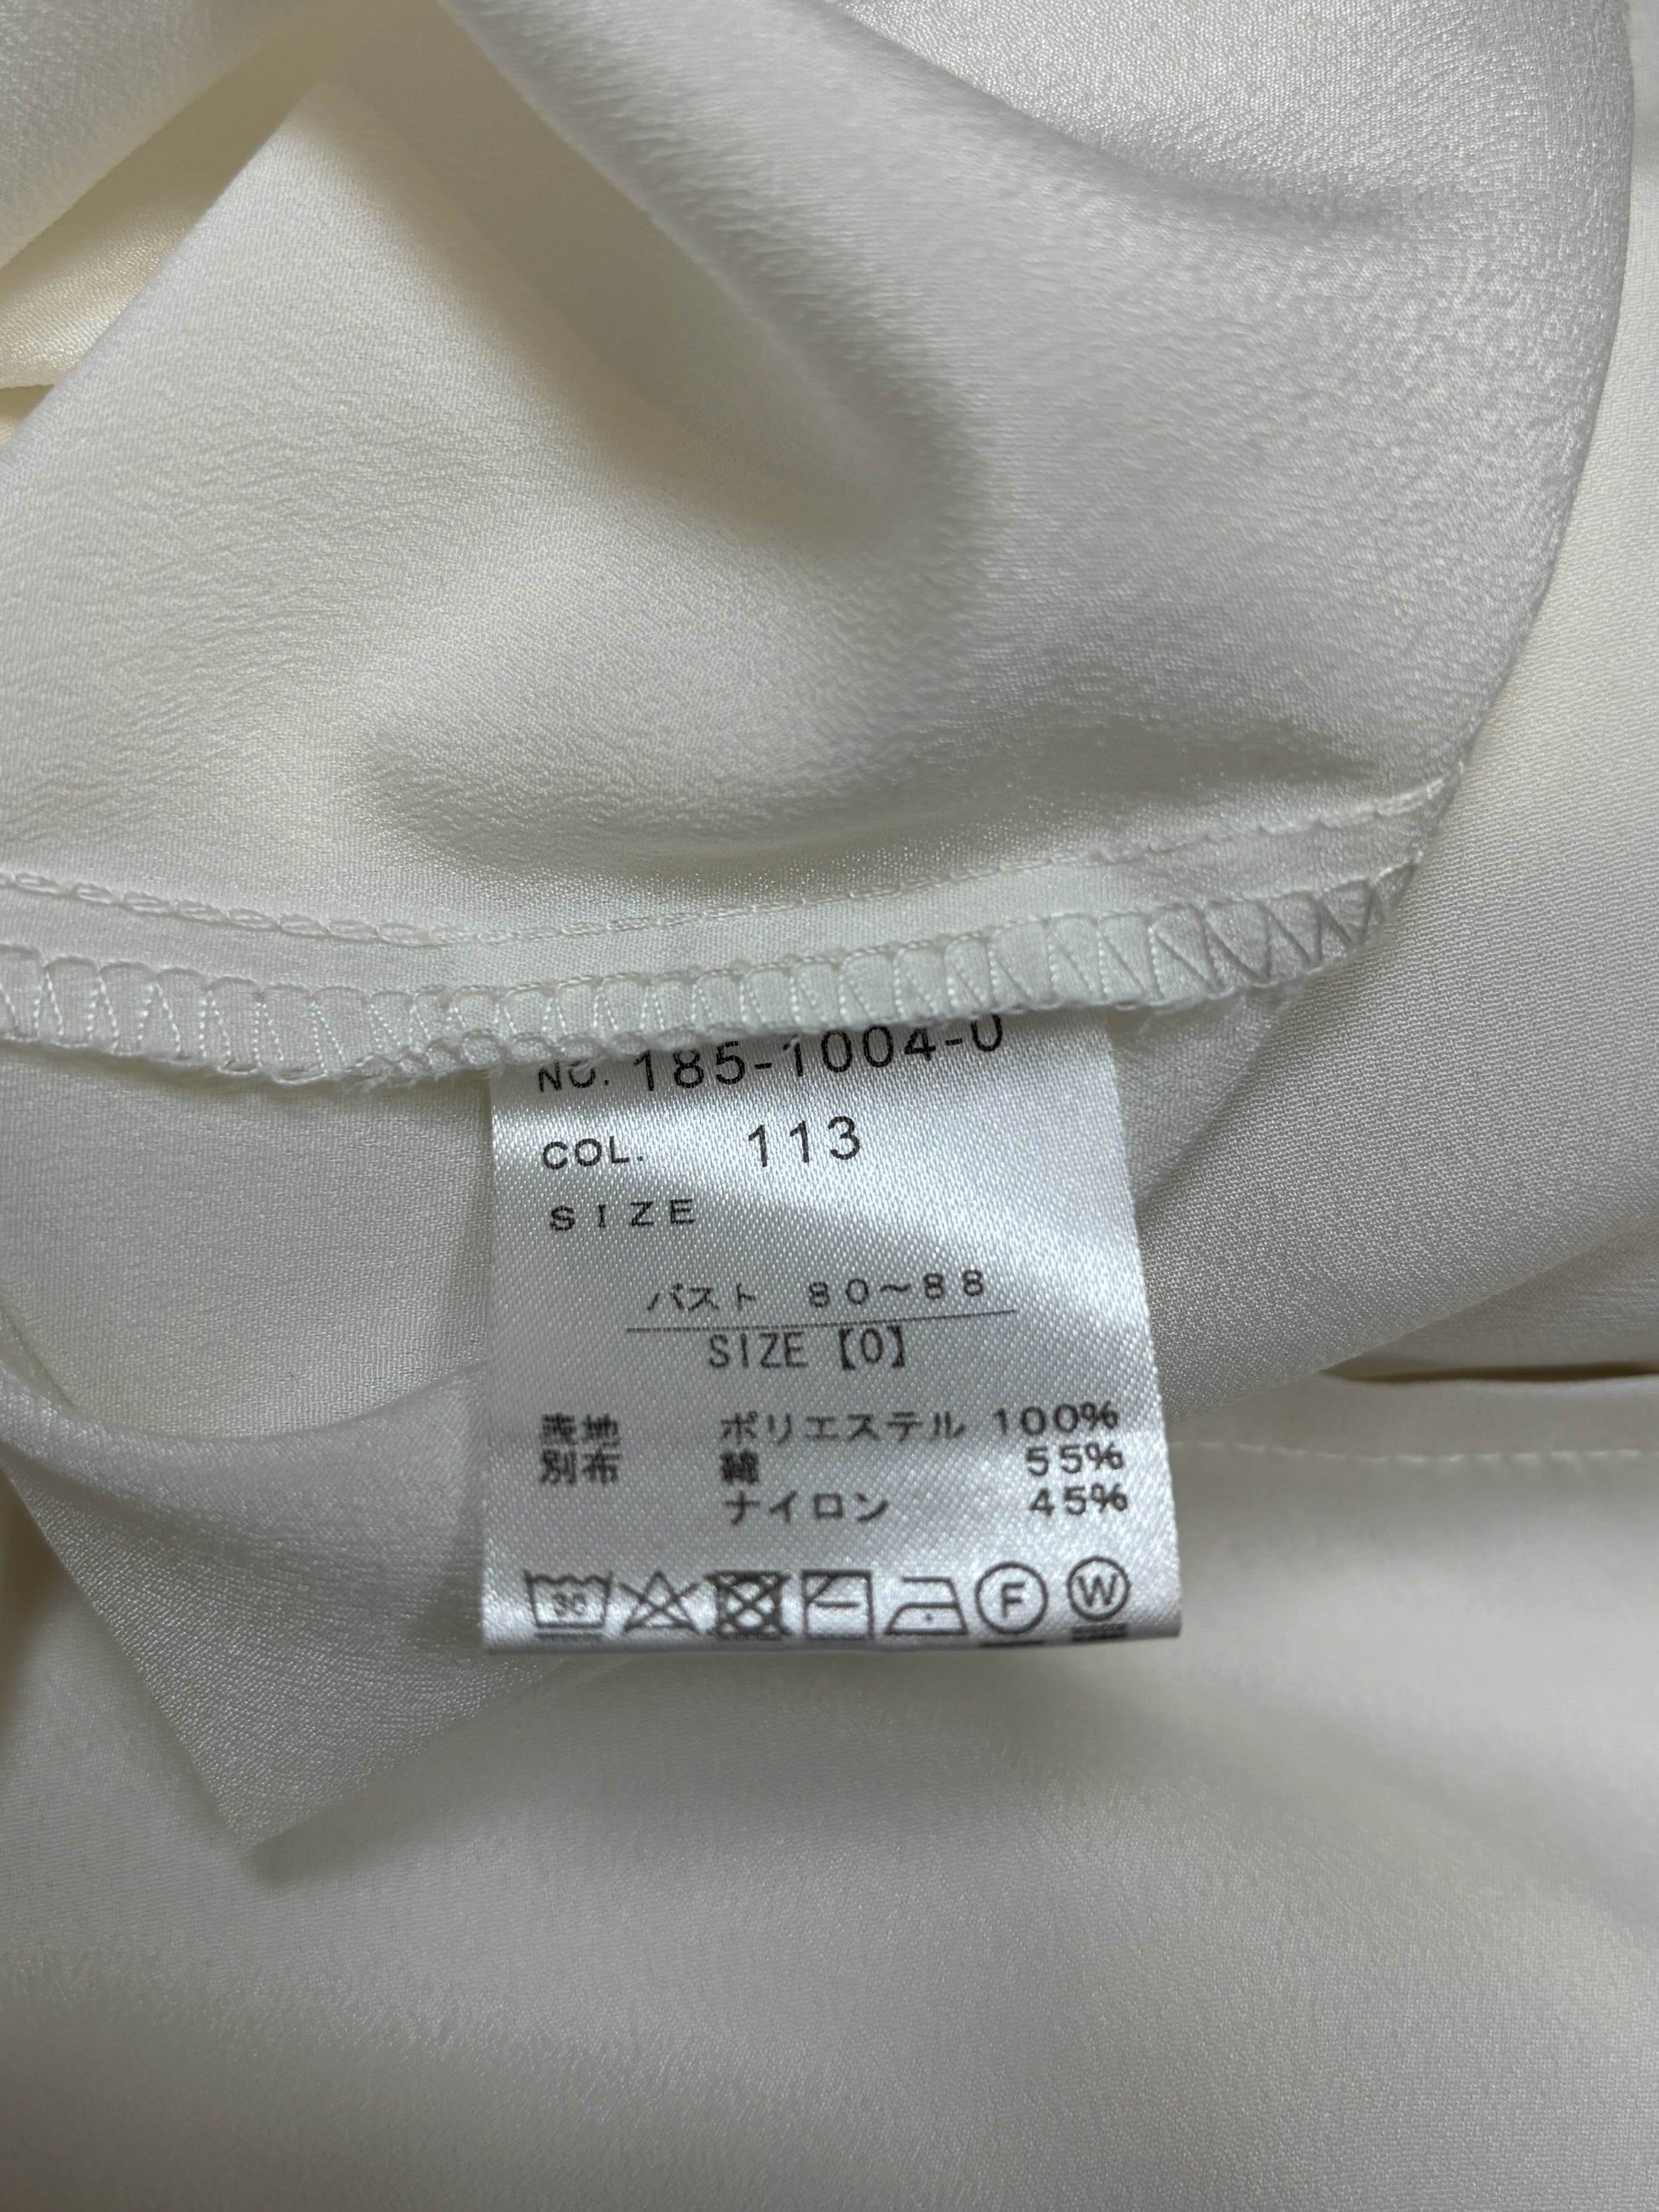 NO. 185-1004-0
COL. 113
SIZE
バスト 80～88
SIZE【0】
表地 ポリエステル 100%
別布 綿 55%
ナイロン 45%
30
F W